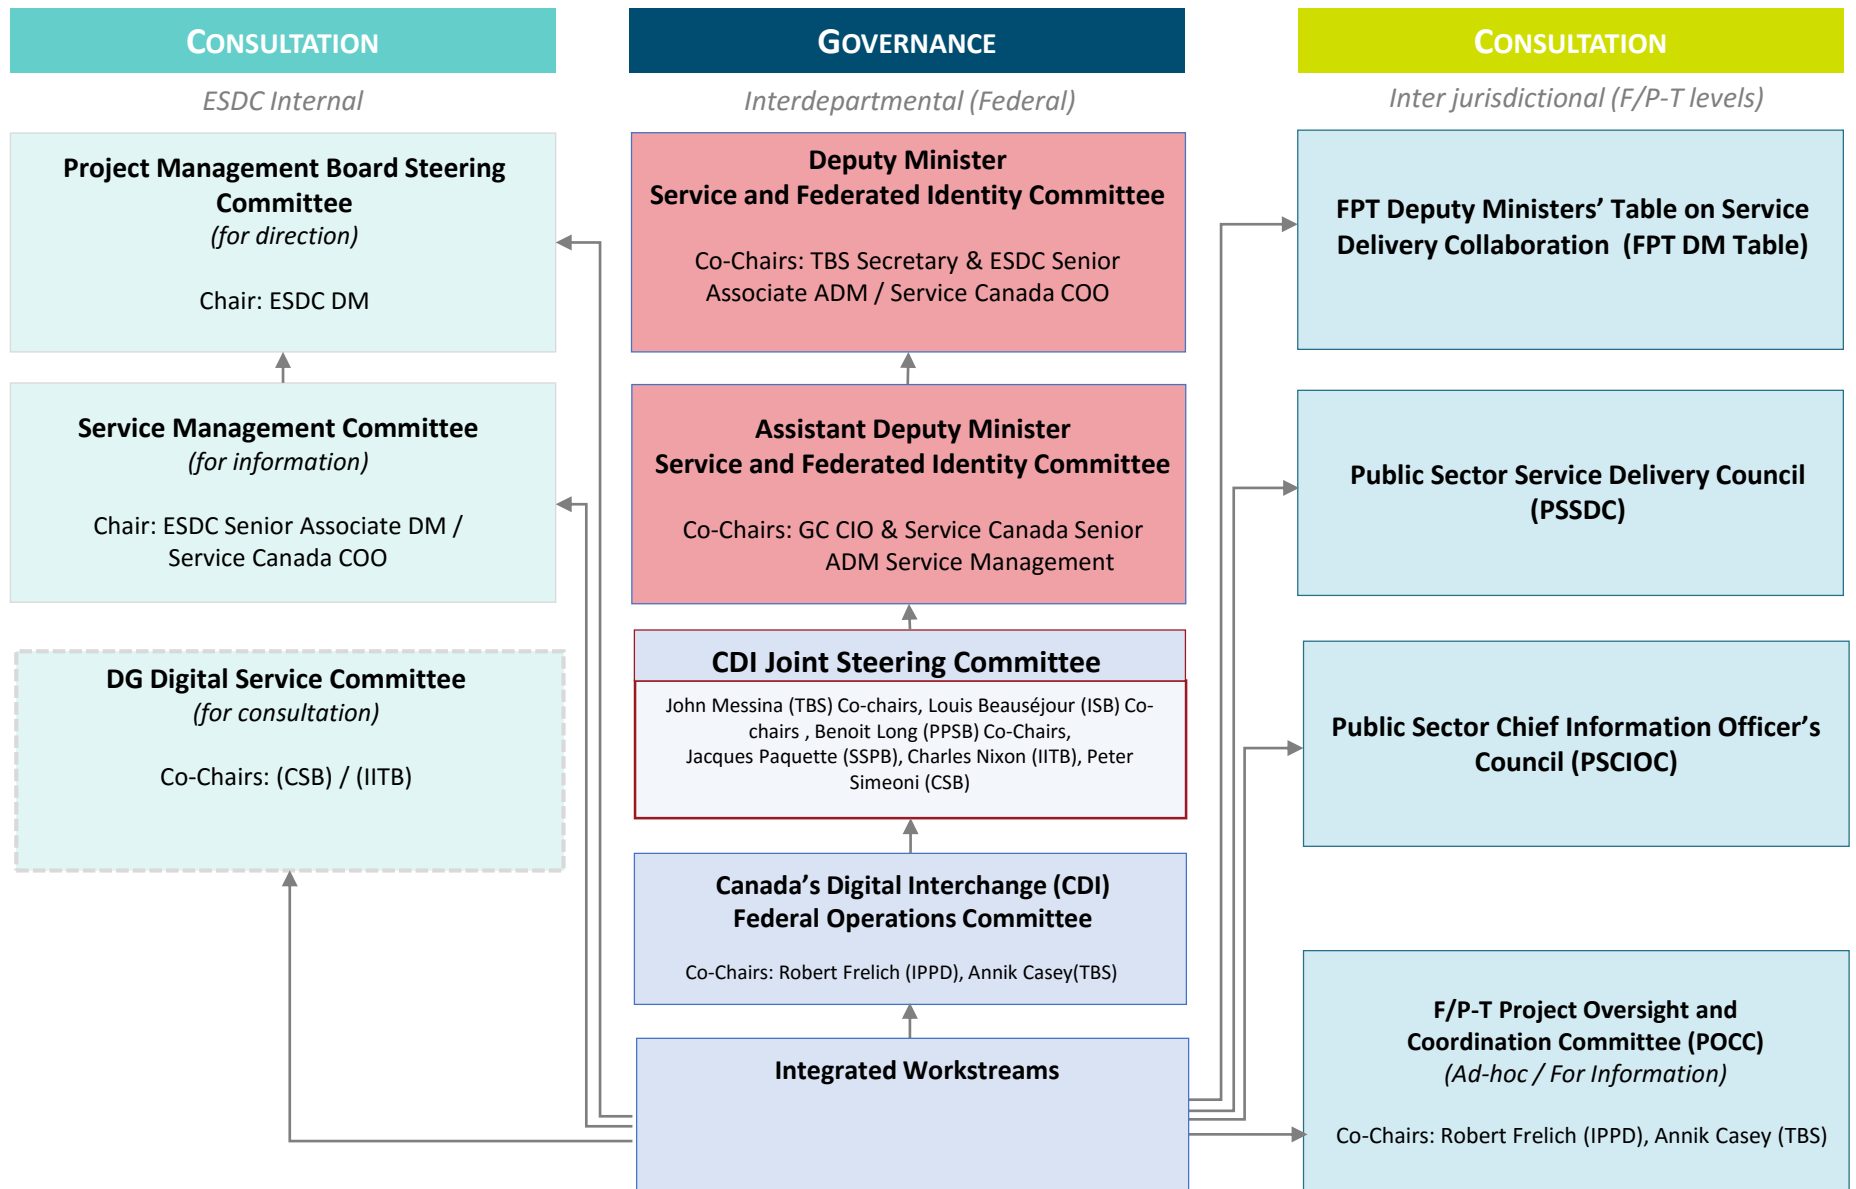 CONSULTATION
ESDC Internal
Project Management Board Steering
Committee
(for direction)
Chair: ESDC DM
Service Management Committee
(for information)
Chair: ESDC Senior Associate DM /
Service Canada COO
DG Digital Service Committee
(for consultation)
Co-Chairs: (CSB) / (IITB)
GOVERNANCE
Interdepartmental (Federal)
Deputy Minister
Service and Federated Identity Committee
Co-Chairs: TBS Secretary & ESDC Senior
Associate ADM / Service Canada COO
Assistant Deputy Minister
Service and Federated Identity Committee
Co-Chairs: GC CIO & Service Canada Senior
ADM Service Management
CDI Joint Steering Committee
John Messina (TBS) Co-chairs, Louis Beauséjour (ISB) Co-
chairs , Benoit Long (PPSB) Co-Chairs,
Jacques Paquette (SSPB), Charles Nixon (IITB), Peter
Simeoni (CSB)
Canada's Digital Interchange (CDI)
Federal Operations Committee
Co-Chairs: Robert Frelich (IPPD), Annik Casey(TBS)
Integrated Workstreams
CONSULTATION
Inter jurisdictional (F/P-T levels)
FPT Deputy Ministers' Table on Service
Delivery Collaboration (FPT DM Table)
Public Sector Service Delivery Council
(PSSDC)
Public Sector Chief Information Officer's
Council (PSCIOC)
F/P-T Project Oversight and
Coordination Committee (POCC)
(Ad-hoc / For Information)
Co-Chairs: Robert Frelich (IPPD), Annik Casey (TBS)